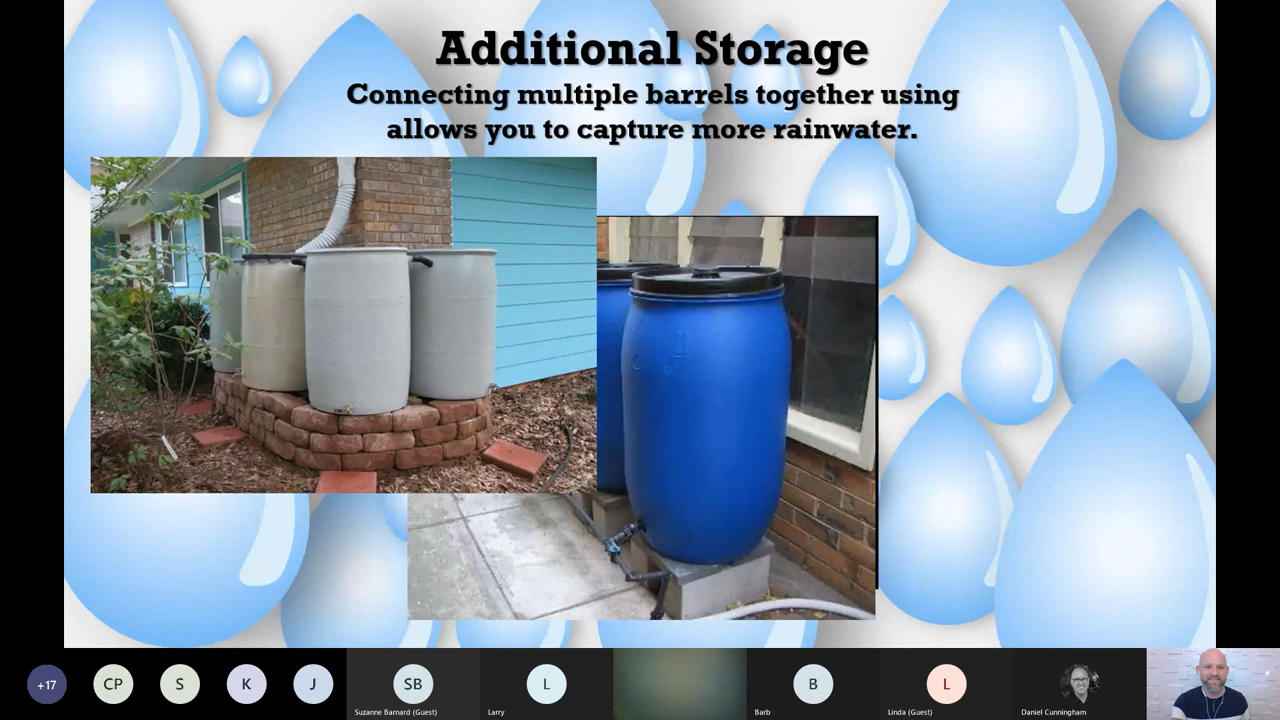 Additional Storage
Connecting multiple barrels together using
allows you to capture more rainwater.
+17
CP
S
K
J
SB
L
B
L
Suzanne Barnard (Guest)
Larry
Barb
Linda (Guest)
Daniel Cunningham